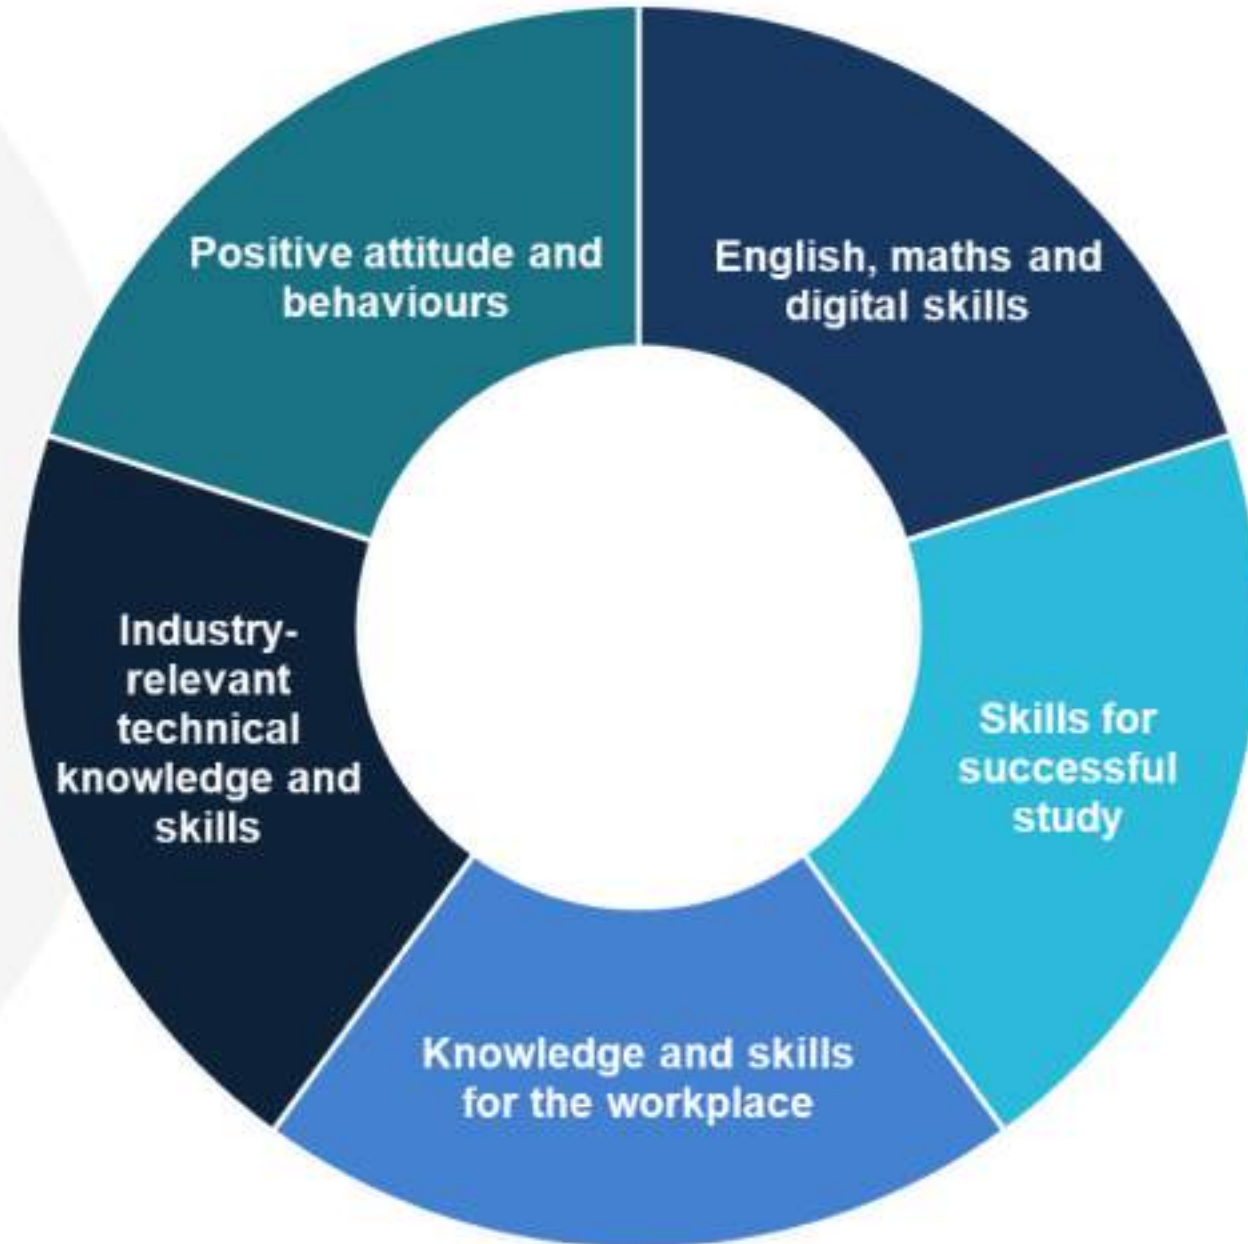 Positive attitude and
behaviours
English, maths and
digital skills
Industry-
relevant
technical
knowledge and
skills
Skills for
successful
study
Knowledge and skills
for the workplace